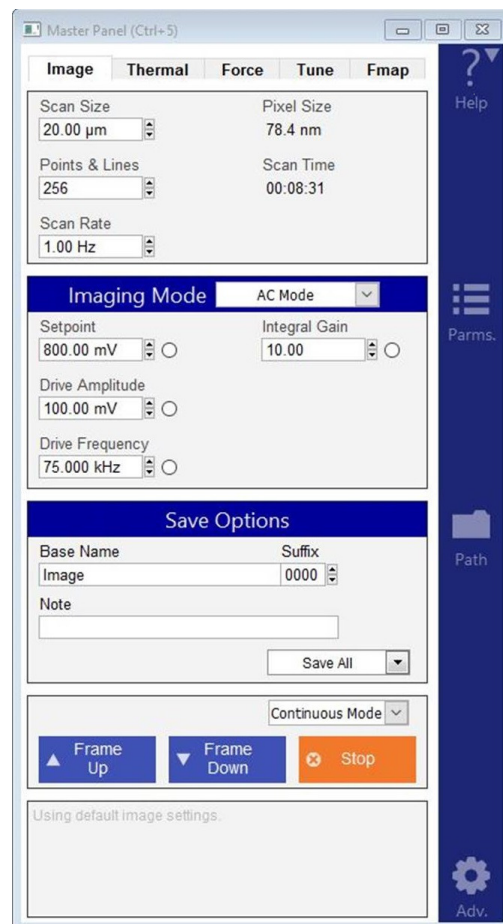 Master Panel (Ctrl+5)
Image Thermal Force Tune Fmap
?
Help
Scan Size Pixel Size
20.00 µm 78.4 nm
Points & Lines Scan Time
256 00:08:31
Scan Rate
1.00 Hz
Imaging Mode AC Mode
Parms.
Setpoint Integral Gain
800.00 mV 10.00
Drive Amplitude
100.00 mV
Drive Frequency
75.000 kHz
Save Options
Path
Base Name Suffix
Image 0000
Note
Save All
Continuous Mode
Frame Up Frame Down Stop
Using default image settings.
Adv.